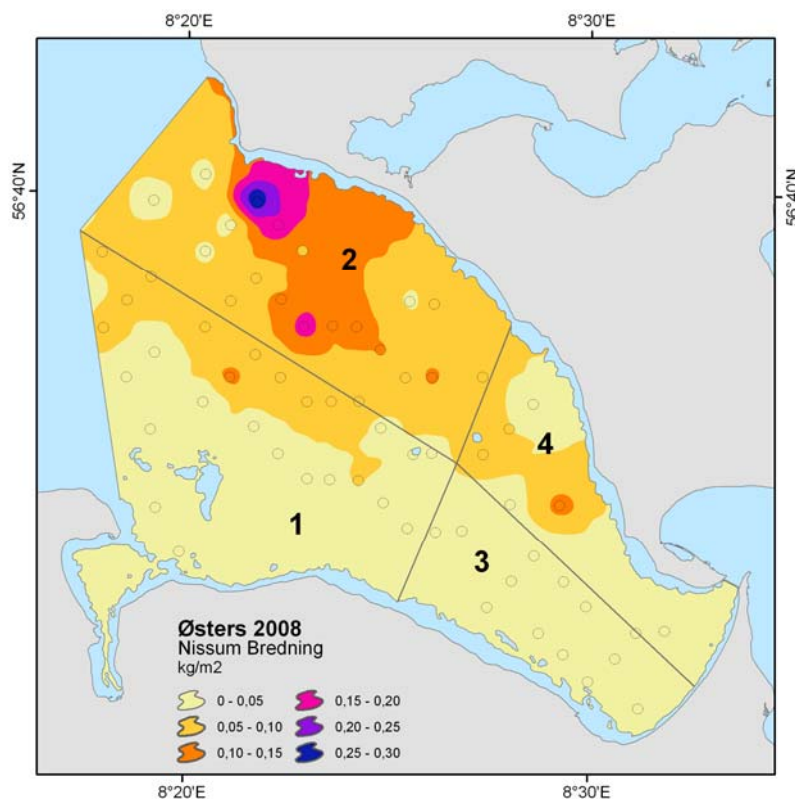 8°20'E
8°30'E
56°40'N
56°40'N
2
4
1
3
Østers 2008
Nissum Bredning
kg/m2
0 - 0,05
0,15 - 0,20
0,05 - 0,10
0,20 - 0,25
0,10 - 0,15
0,25 - 0,30
8°20'E
8°30'E